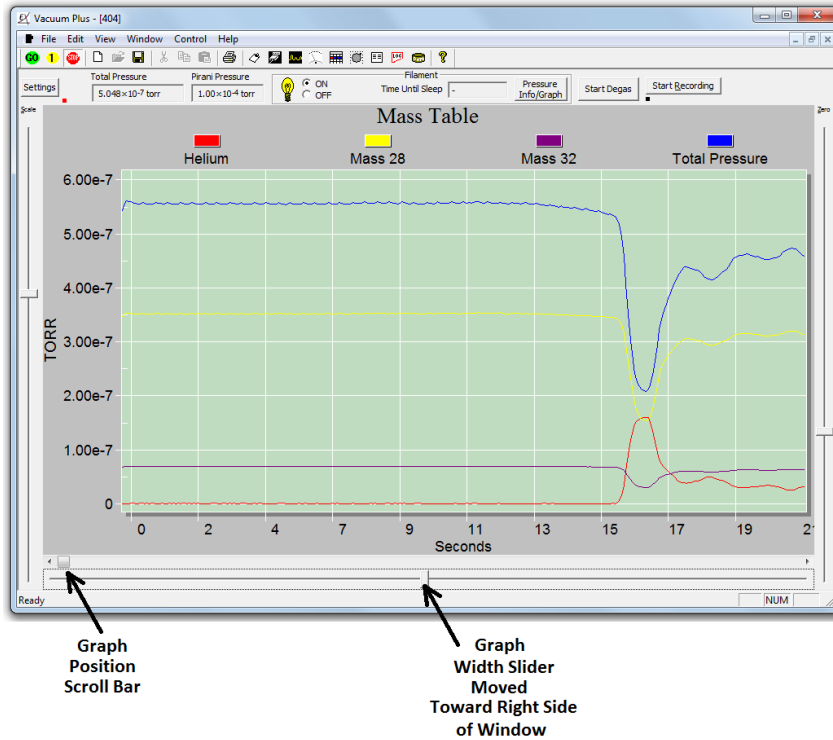 Vacuum Plus - [404]
File Edit View Window Control Help
GO 1 STOP LOG ?
Settings
Total Pressure
5.048×10-7 torr
Pirani Pressure
1.00×10-4 torr
ON
OFF
Filament
Time Until Sleep -
Pressure
Info/Graph
Start Degas
Start Recording
Scale
Zero
Mass Table
Helium Mass 28 Mass 32 Total Pressure
6.00e-7
5.00e-7
4.00e-7
3.00e-7
2.00e-7
1.00e-7
0
TORR
0 2 4 7 9 11 13 15 17 19 21
Seconds
Ready
NUM
Graph
Position
Scroll Bar
Graph
Width Slider
Moved
Toward Right Side
of Window